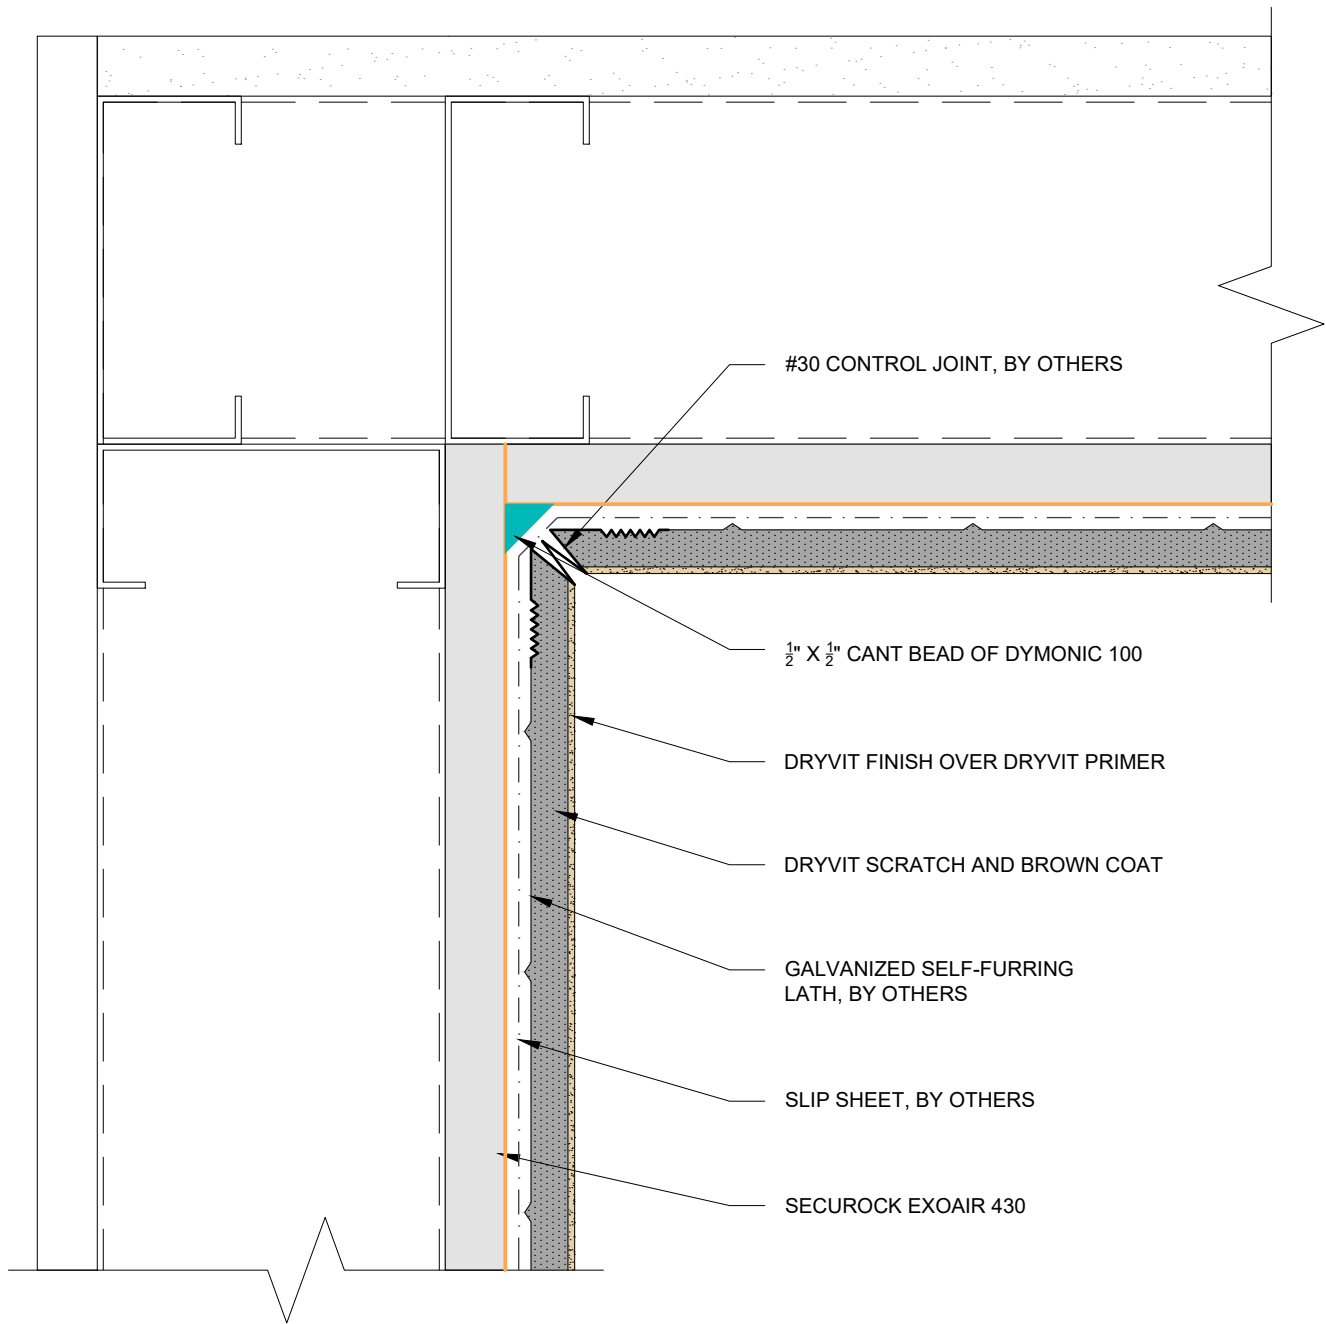 #30 CONTROL JOINT, BY OTHERS
1/2" X 1/2" CANT BEAD OF DYMONIC 100
DRYVIT FINISH OVER DRYVIT PRIMER
DRYVIT SCRATCH AND BROWN COAT
GALVANIZED SELF-FURRING
LATH, BY OTHERS
SLIP SHEET, BY OTHERS
SECUROCK EXOAIR 430